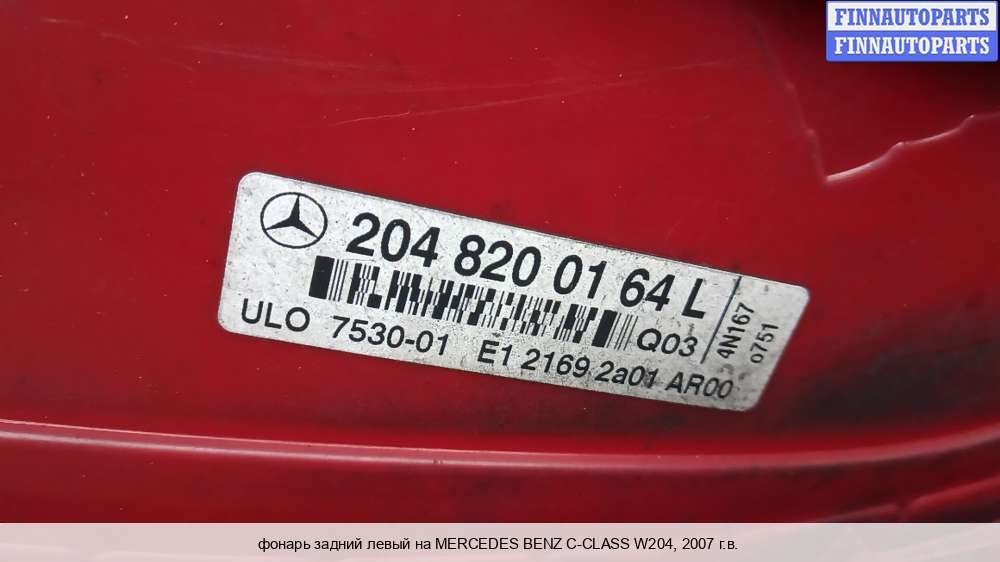 FINNAUTOPARTS
FINNAUTOPARTS
204 820 01 64 L
Q03
4N167
0751
ULO 7530-01 E1 2169 2a01 AR00
фонарь задний левый на MERCEDES BENZ C-CLASS W204, 2007 г.в.